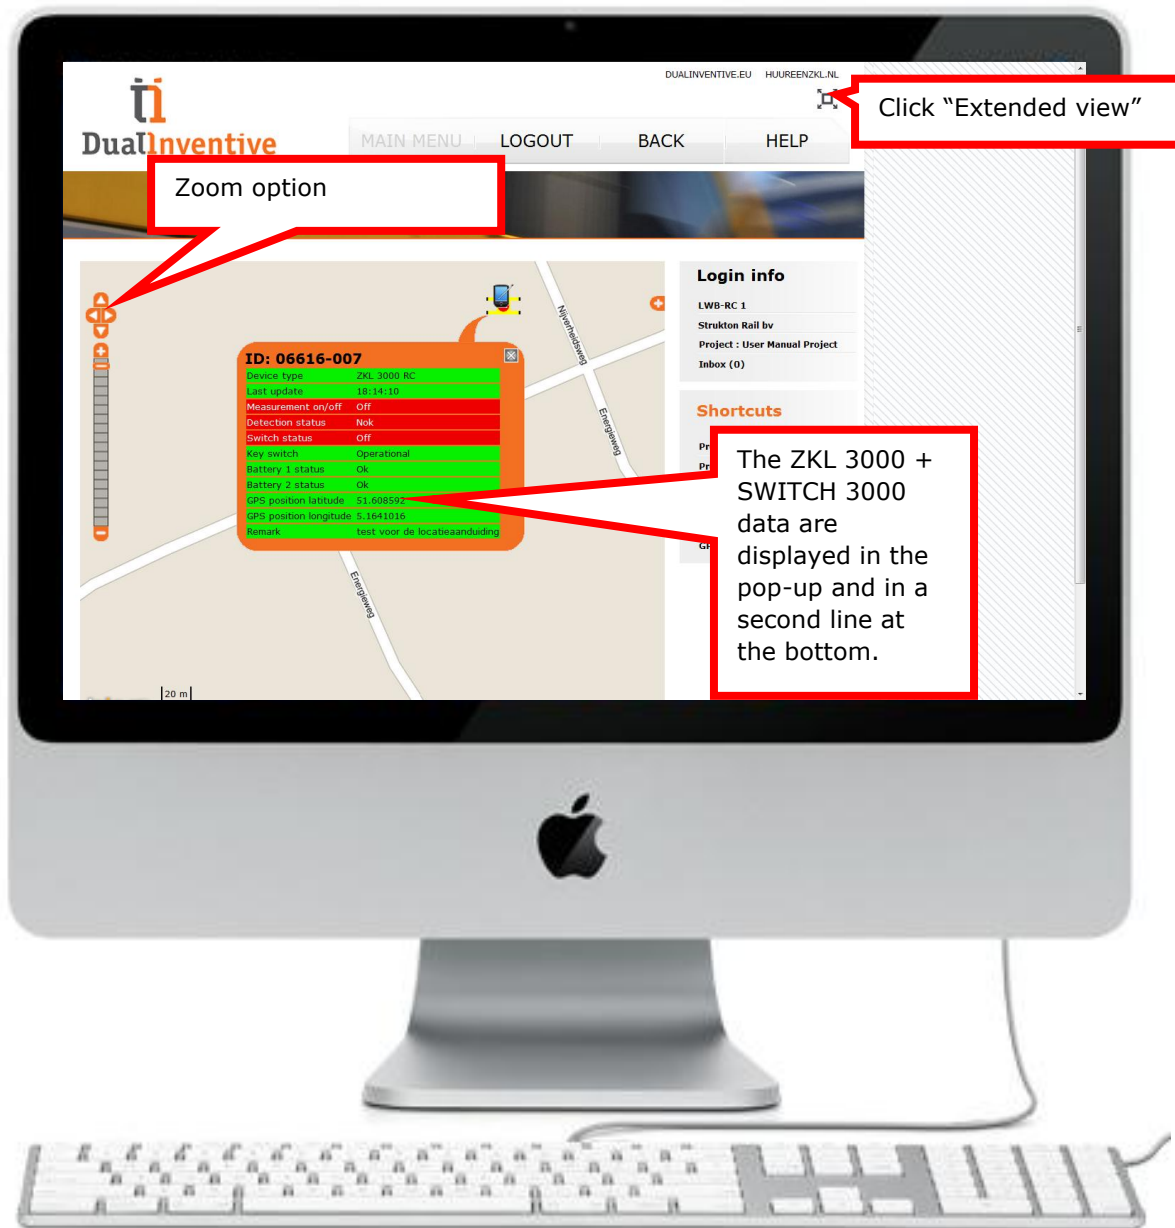 DUALINVENTIVE.EU HUUREENZKL.NL
Click “Extended view”
DualInventive
MAIN MENU LOGOUT BACK HELP
Zoom option
Nijverheidsweg
Energieweg
Energieweg
ID: 06616-007
Device type ZKL 3000 RC
Last update 18:14:10
Measurement on/off Off
Detection status Nok
Switch status Off
Key switch Operational
Battery 1 status Ok
Battery 2 status Ok
GPS position latitude 51.608592
GPS position longitude 5.1641016
Remark test voor de locatieaanduiding
20 m
Login info
LWB-RC 1
Strukton Rail bv
Project : User Manual Project
Inbox (0)
Shortcuts
The ZKL 3000 +
SWITCH 3000
data are
displayed in the
pop-up and in a
second line at
the bottom.